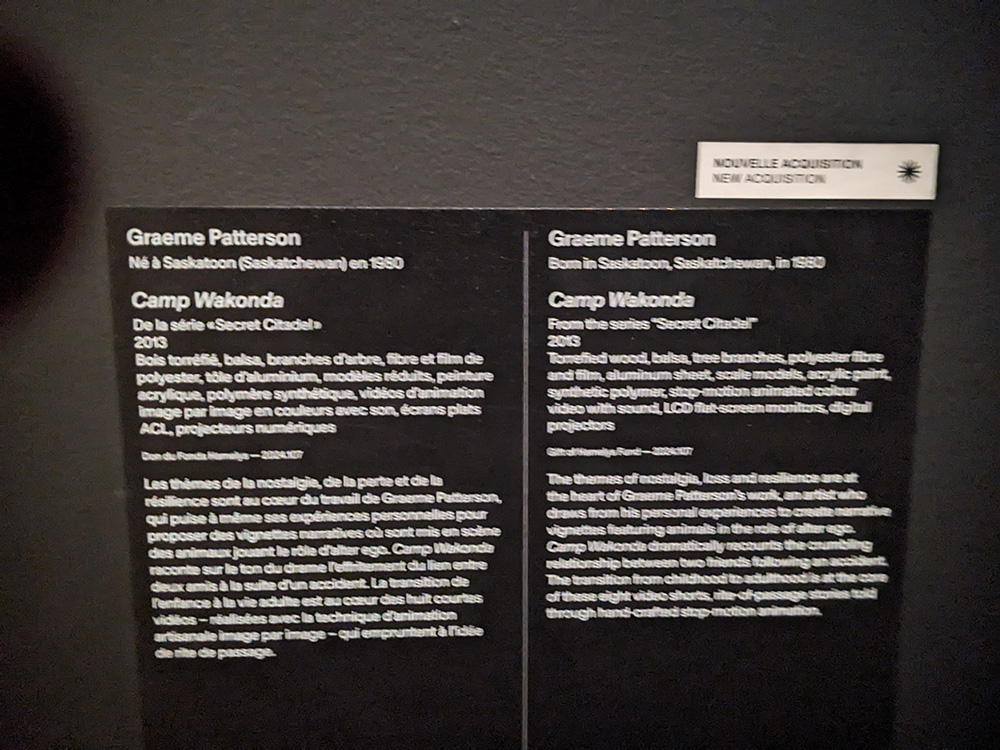 NOUVELLE ACQUISITION
NEW ACQUISITION
Graeme Patterson
Né à Saskatoon (Saskatchewan) en 1980
Camp Wakonda
De la série «Secret Citadel»
2013
Bois torréfié, balsa, branches d'arbre, fibre et film de
polyester, tôle d'aluminium, modèles réduits, peinture
acrylique, polymère synthétique, vidéos d'animation
image par image en couleurs avec son, écrans plats
ACL, projecteurs numériques
Don du Fonds Hamelys — 2024.107
Les thèmes de la nostalgie, de la perte et de la
résilience sont au cœur du travail de Graeme Patterson,
qui puise à même ses expériences personnelles pour
proposer des vignettes narratives où sont mis en scène
des animaux jouant le rôle d'alter ego. Camp Wakonda
raconte sur le ton du drame l'effritement du lien entre
deux amis à la suite d'un accident. La transition de
l'enfance à la vie adulte est au cœur des huit courtes
vidéos – réalisées avec la technique d'animation
artisanale image par image – qui empruntent à l'idée
de rite de passage.
Graeme Patterson
Born in Saskatoon, Saskatchewan, in 1980
Camp Wakonda
From the series "Secret Citadel"
2013
Torrefied wood, balsa, tree branches, polyester fibre
and film, aluminum sheet, scale models, acrylic paint,
synthetic polymer, stop-motion animated colour
video with sound, LCD flat-screen monitors, digital
projectors
Gift of Hamelys Fund — 2024.107
The themes of nostalgia, loss and resilience are at
the heart of Graeme Patterson's work, an artist who
draws from his personal experiences to create narrative
vignettes featuring animals in the role of alter ego.
Camp Wakonda dramatically recounts the crumbling
relationship between two friends following an accident.
The transition from childhood to adulthood is at the core
of these eight video shorts, rite-of-passage stories told
through hand-crafted stop-motion animation.